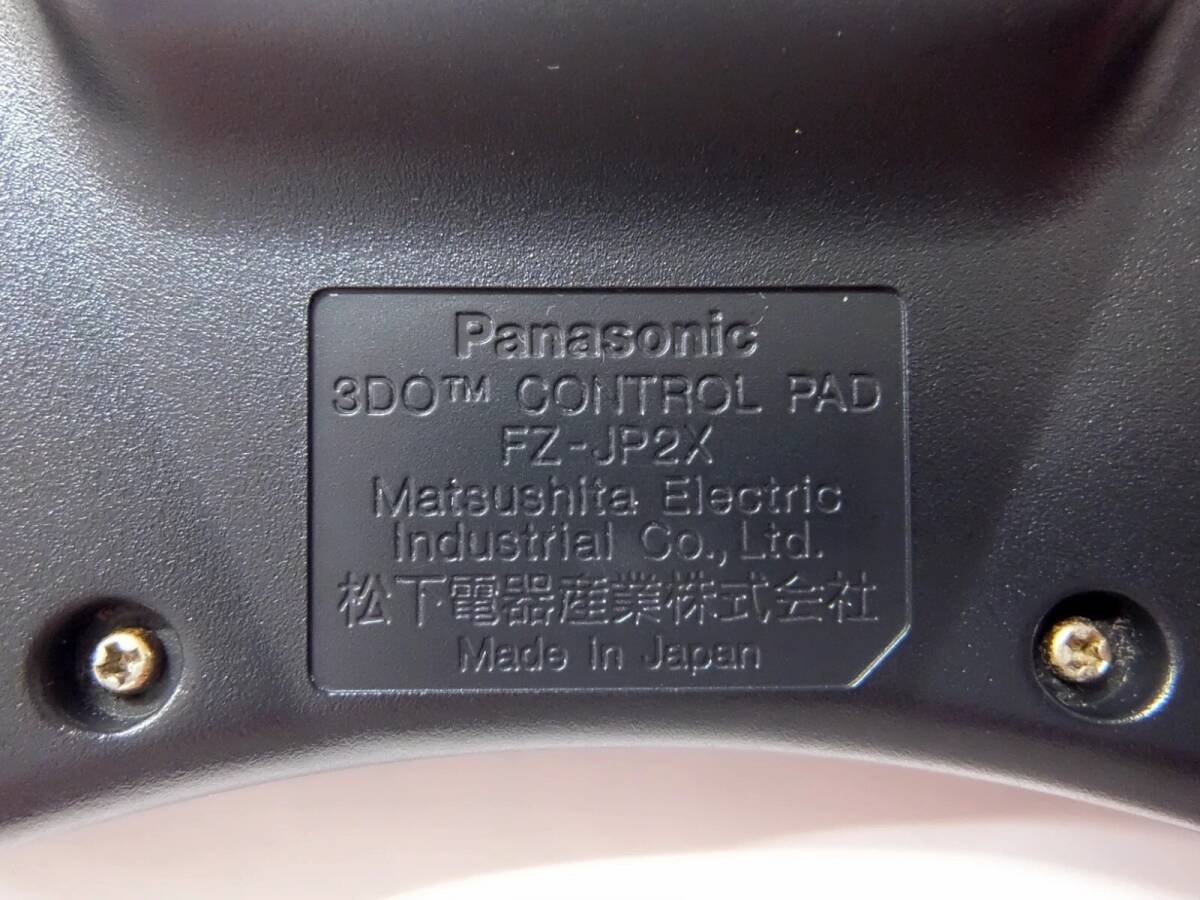 Panasonic
3DO™ CONTROL PAD
FZ-JP2X
Matsushita Electric
Industrial Co., Ltd.
松下電器産業株式会社
Made In Japan